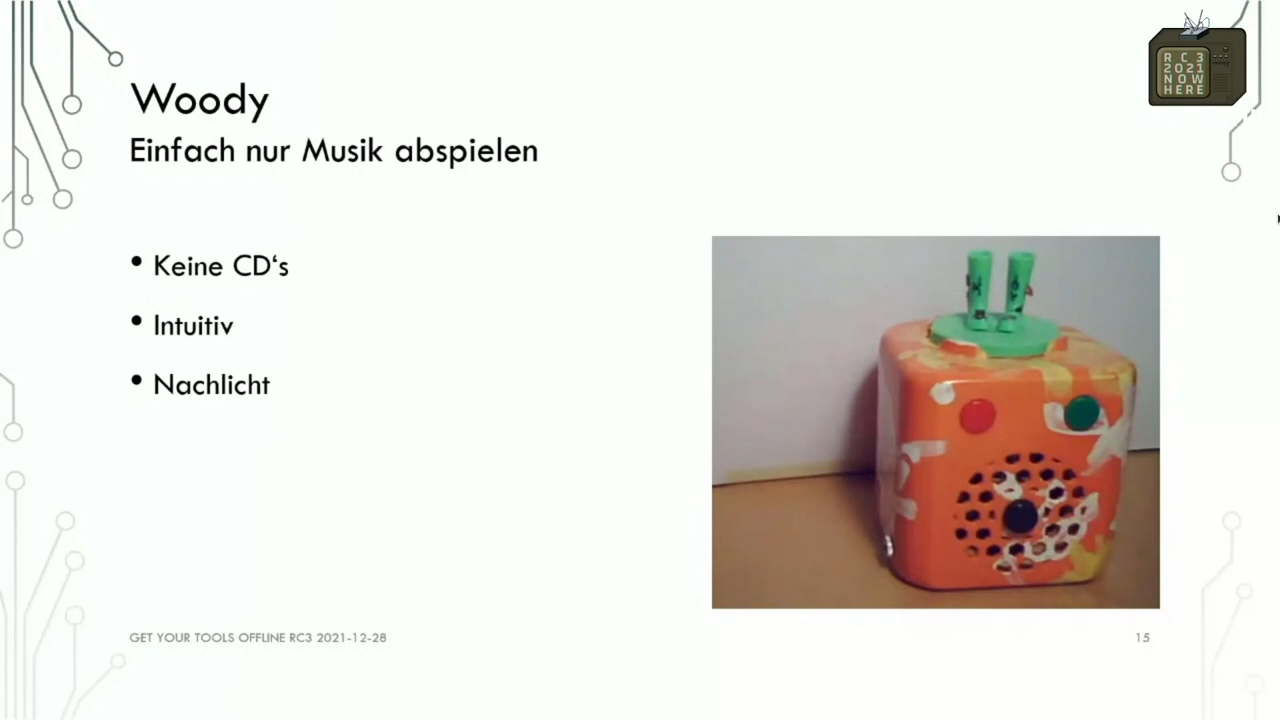 RC3
2021
NOW
HERE
Woody
Einfach nur Musik abspielen
• Keine CD‘s
• Intuitiv
• Nachlicht
GET YOUR TOOLS OFFLINE RC3 2021-12-28
15